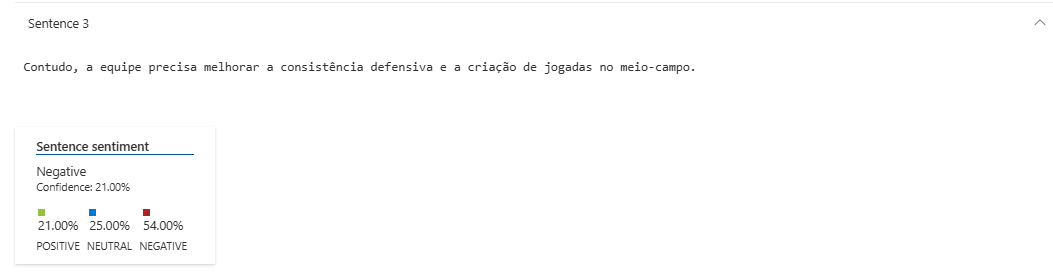 Sentence 3
Contudo, a equipe precisa melhorar a consistência defensiva e a criação de jogadas no meio-campo.
Sentence sentiment
Negative
Confidence: 21.00%
21.00% 25.00% 54.00%
POSITIVE NEUTRAL NEGATIVE